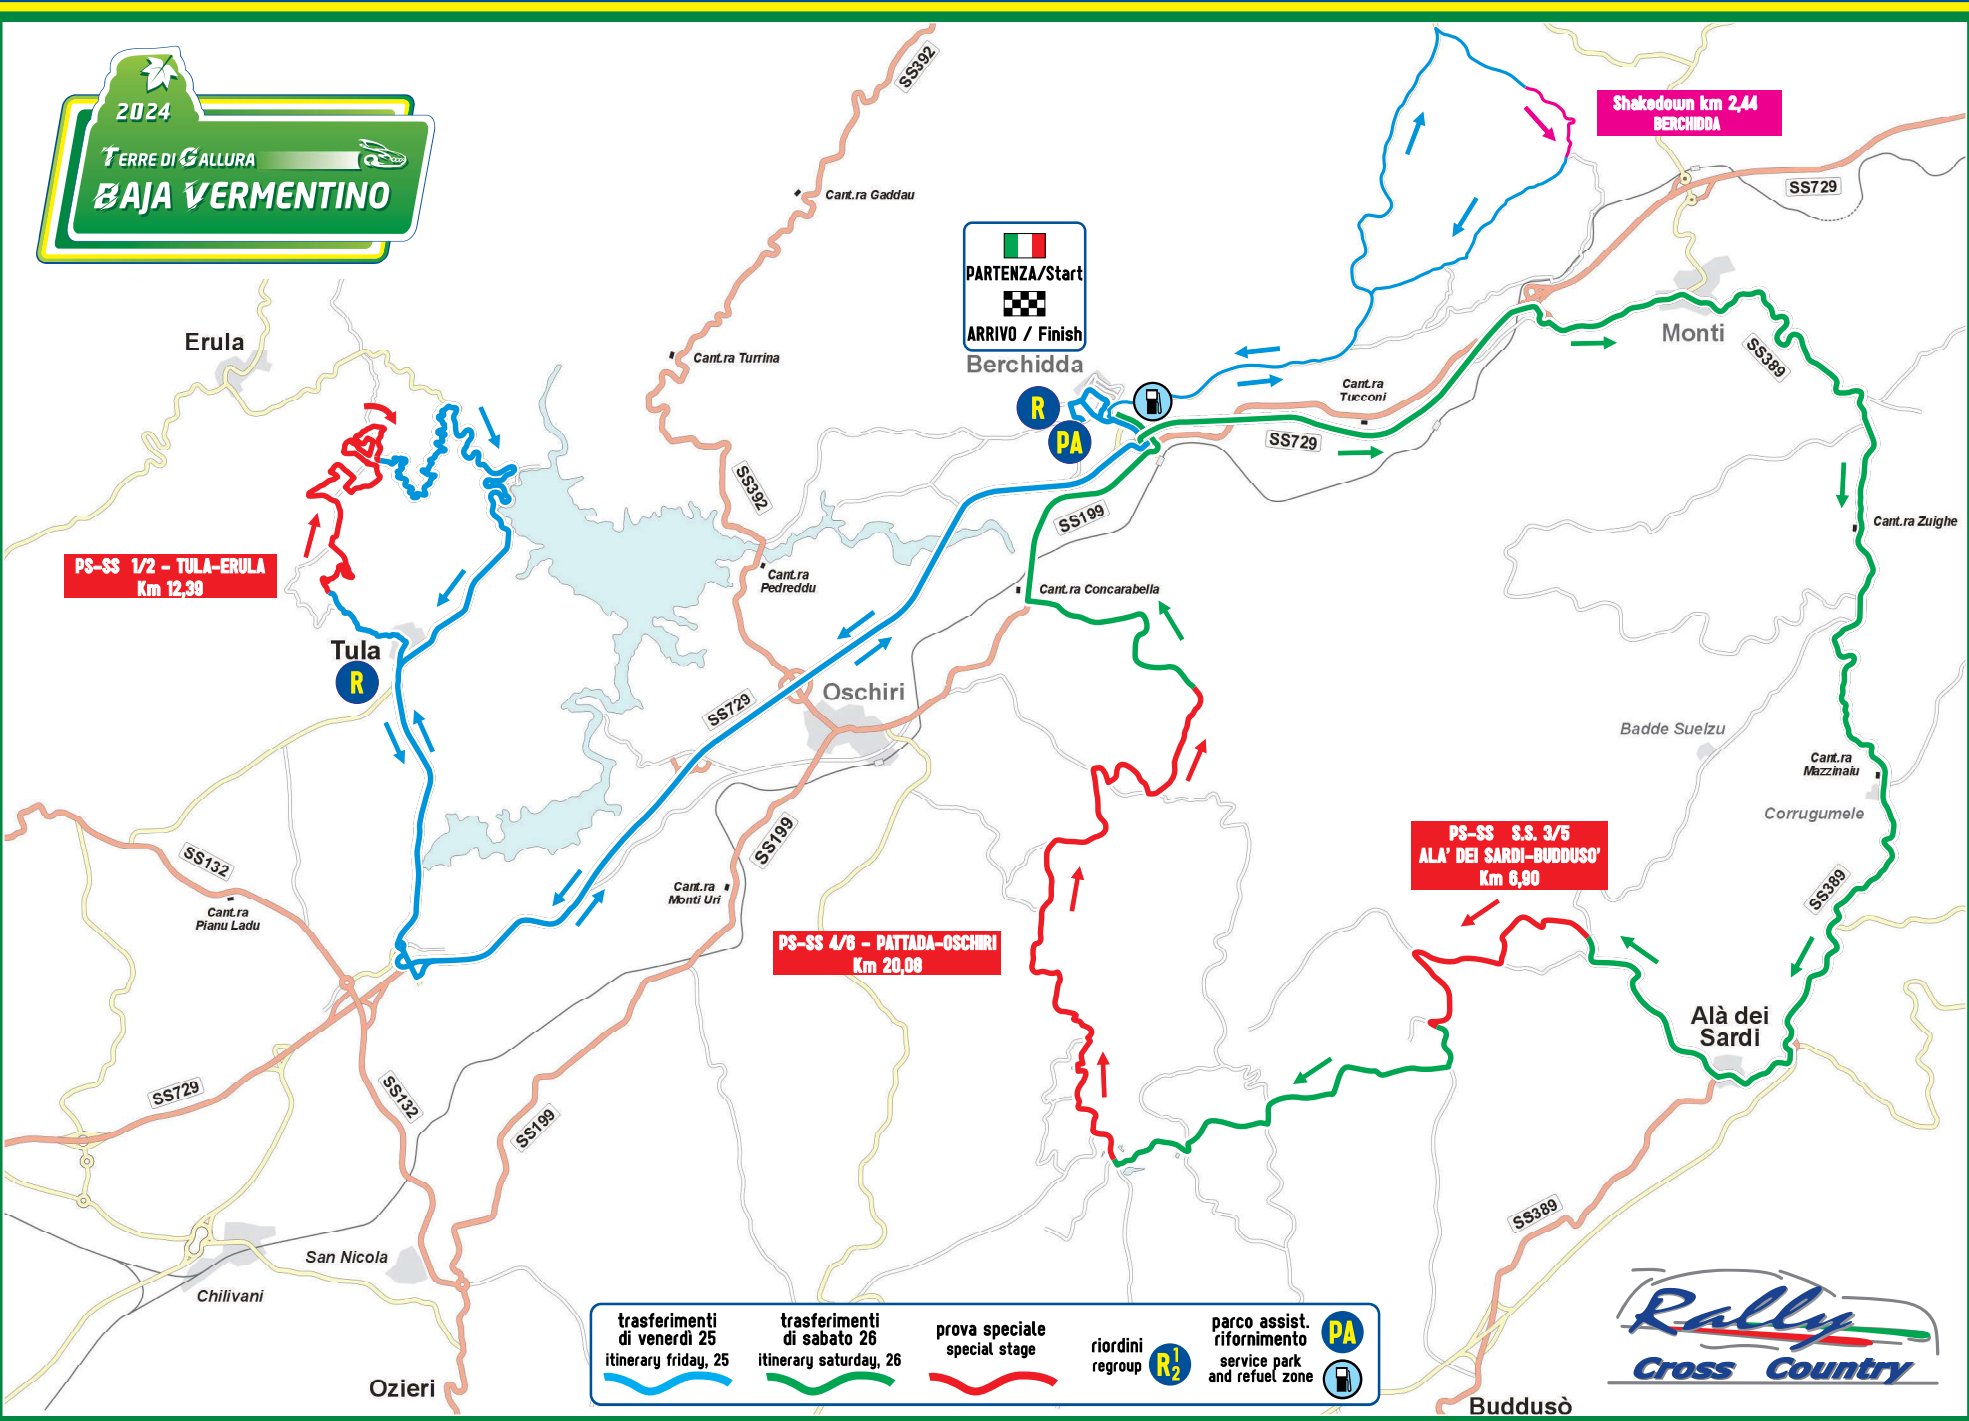 2024
TERRE DI GALLURA
BAJA VERMENTINO
SS392
Shakedown km 2,44
BERCHIDDA
SS729
Cant.ra Gaddau
PARTENZA/Start
ARRIVO / Finish
Berchidda
Erula
Cant.ra Turrina
Monti
SS389
Cant.ra
Tucconi
R
PA
SS729
SS392
SS199
Cant.ra Zuighe
PS-SS 1/2 - TULA-ERULA
Km 12,39
Cant.ra
Pedreddu
Cant.ra Concarabella
Tula
R
Oschiri
SS729
Badde Suelzu
Cant.ra
Mazzinaiu
Corrugumele
SS132
SS199
PS-SS S.S. 3/5
ALA' DEI SARDI-BUDDUSO'
Km 6,90
SS389
Cant.ra
Monti Uri
Cant.ra
Pianu Ladu
PS-SS 4/6 - PATTADA-OSCHIRI
Km 20,08
Alà dei
Sardi
SS729
SS132
SS199
SS389
San Nicola
Chilivani
Ozieri
Buddusò
trasferimenti
di venerdì 25
itinerary friday, 25
trasferimenti
di sabato 26
itinerary saturday, 26
prova speciale
special stage
riordini
regroup
R 1 2
parco assist.
rifornimento
service park
and refuel zone
PA
Rally
Cross Country